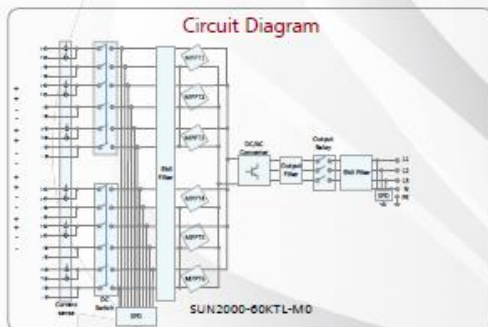 Circuit Diagram
MPPT1
MPPT2
MPPT3
EMI
Filter
DC/AC
Converter
Output
Filter
Output
Relay
EMI Filter
L1
L2
L3
N
PE
SPD
MPPT4
MPPT5
MPPT6
Current
sense
DC
Switch
SPD
SUN2000-60KTL-M0